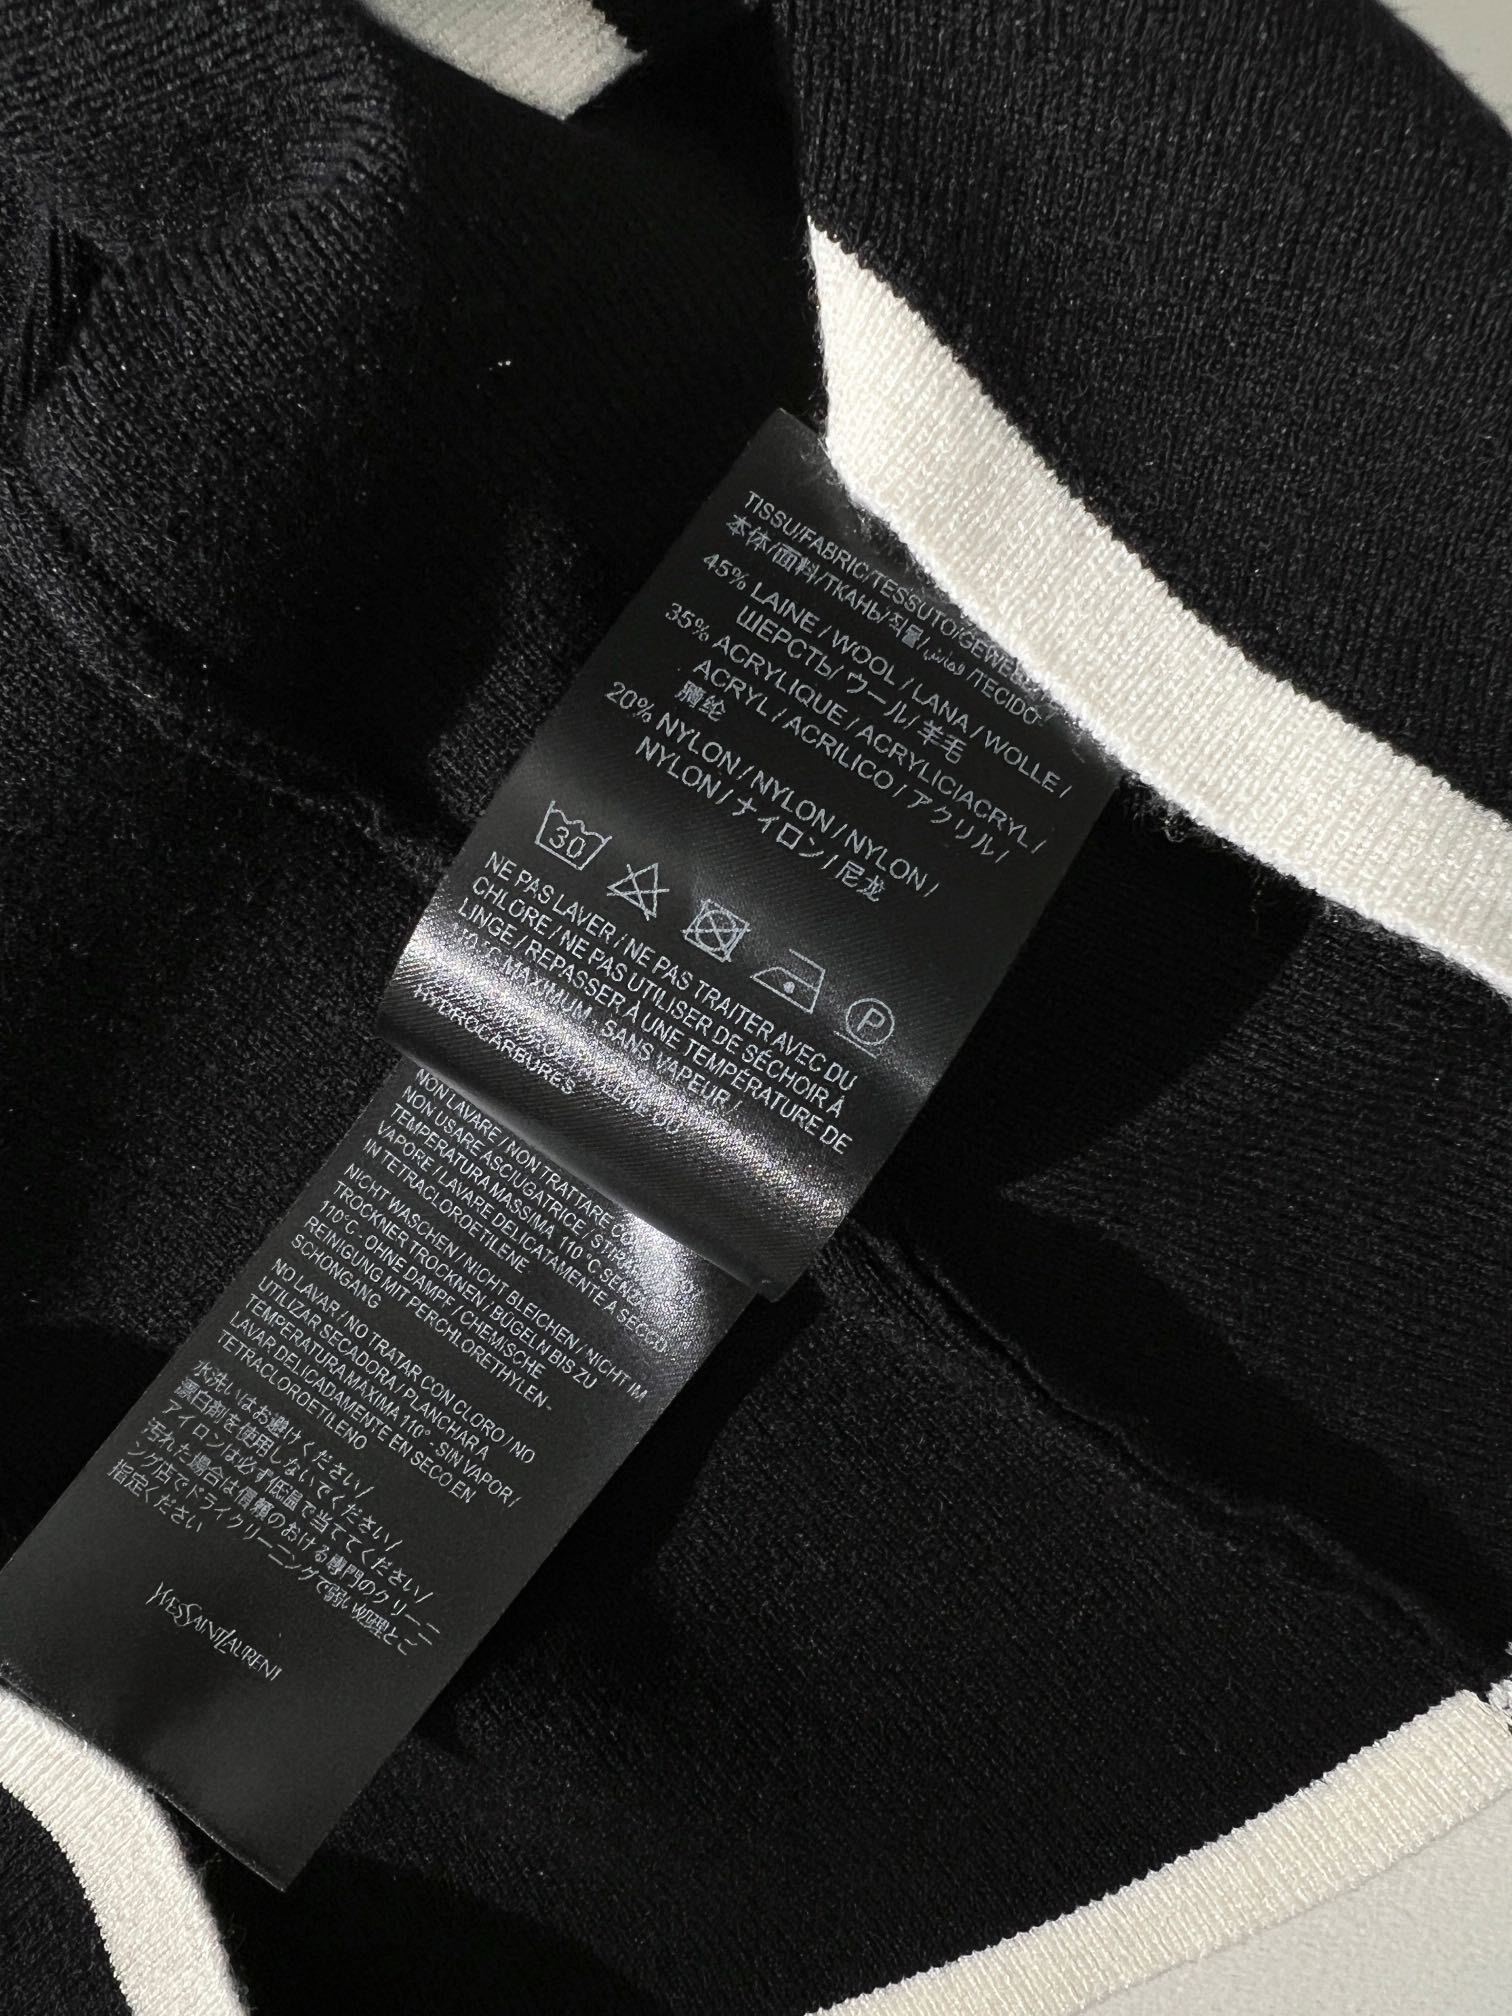 TISSU/FABRIC/TESSUTO/GEWEBE
本体/面料/ТКАНЬ/직물/قماش/TECIDO
45% LAINE / WOOL / LANA / WOLLE /
ШЕРСТЬ/ ウール / 羊毛
35% ACRYLIQUE / ACRYLIC/ACRYL /
ACRYL / ACRILICO / アクリル/
腈纶
20% NYLON / NYLON / NYLON /
NYLON / ナイロン / 尼龙
30
P
NE PAS LAVER / NE PAS TRAITER AVEC DU
CHLORE / NE PAS UTILISER DE SÉCHOIR À
LINGE / REPASSER À UNE TEMPÉRATURE DE
110 °C MAXIMUM, SANS VAPEUR /
HYDROCARBURES
NON LAVARE / NON TRATTARE
NON USARE ASCIUGATRICE / STIRARE
TEMPERATURA MASSIMA 110 °C SENZA
VAPORE / LAVARE DELICATAMENTE A SECCO
IN TETRACLOROETILENE
NICHT WASCHEN / NICHT BLEICHEN / NICHT IM
TROCKNER TROCKNEN / BÜGELN BIS ZU
110°C - OHNE DAMPF / CHEMISCHE
REINIGUNG MIT PERCHLORETHYLEN-
SCHONGANG
NO LAVAR / NO TRATAR CON CLORO / NO
UTILIZAR SECADORA / PLANCHAR A
TEMPERATURA MÁXIMA 110° - SIN VAPOR /
LAVAR DELICADAMENTE EN SECO EN
TETRACLOROETILENO
水洗いはお避けください/
漂白剤を使用しないでください/
アイロンは必ず低温で当ててください/
汚れた場合は信頼のおける専門のクリーニ
ング店でドライクリーニングで弱い処理とご
指定ください
YVESSAINTLAURENT